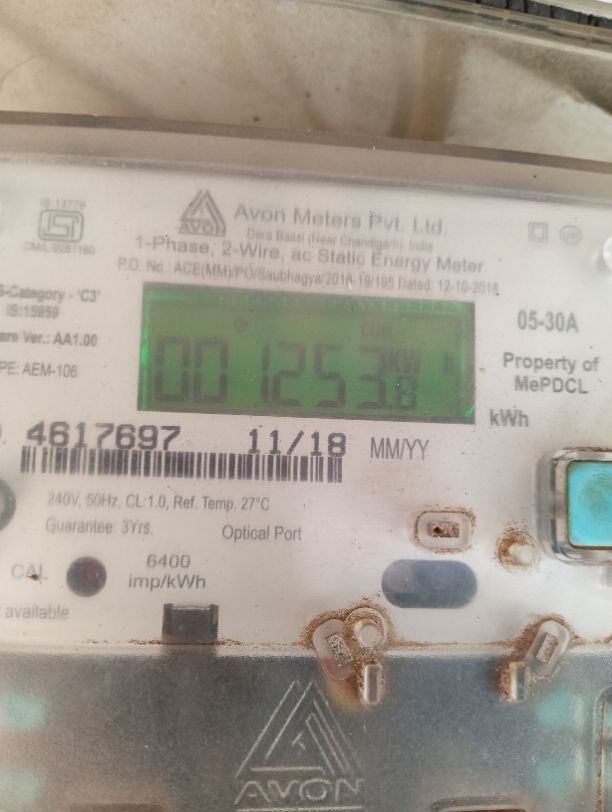 IS:13779
AVON
Avon Meters Pvt. Ltd.
Dera Bassi (Near Chandigarh), India
1-Phase, 2-Wire, ac Static Energy Meter
P.O. No.: ACE(MM)/PO/Saubhagya/2018-19/195 Dated: 12-10-2018
-Category - 'C3'
IS:15959
are Ver.: AA1.00
PE: AEM-106
001253.8
KW
05-30A
Property of
MePDCL
kWh
4617697 11/18 MM/YY
240V, 50Hz, CL:1.0, Ref. Temp. 27°C
Guarantee: 3Yrs. Optical Port
CAL
6400
imp/kWh
available
AVON